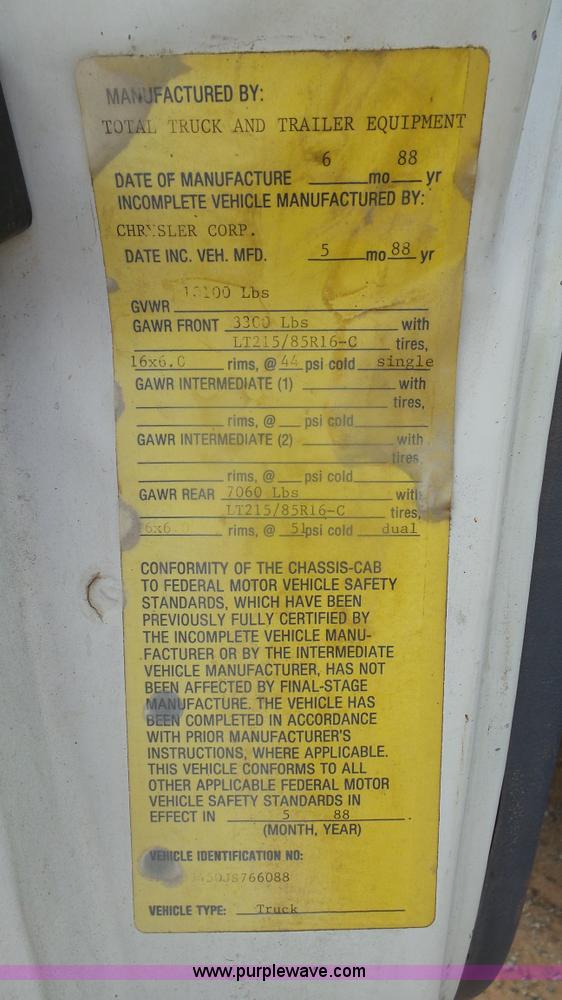 MANUFACTURED BY:
TOTAL TRUCK AND TRAILER EQUIPMENT
DATE OF MANUFACTURE 6 mo 88 yr
INCOMPLETE VEHICLE MANUFACTURED BY:
CHRYSLER CORP.
DATE INC. VEH. MFD. 5 mo 88 yr
GVWR Lbs
GAWR FRONT 3300 Lbs with
LT215/85R16-C tires,
16x6.0 rims, @ 44 psi cold single
GAWR INTERMEDIATE (1) with
tires,
rims, @ psi cold
GAWR INTERMEDIATE (2) with
tires,
rims, @ psi cold
GAWR REAR 7060 Lbs with
LT215/85R16-C tires,
rims, @ 51 psi cold dual
CONFORMITY OF THE CHASSIS-CAB
TO FEDERAL MOTOR VEHICLE SAFETY
STANDARDS, WHICH HAVE BEEN
PREVIOUSLY FULLY CERTIFIED BY
THE INCOMPLETE VEHICLE MANU-
FACTURER OR BY THE INTERMEDIATE
VEHICLE MANUFACTURER, HAS NOT
BEEN AFFECTED BY FINAL-STAGE
MANUFACTURE. THE VEHICLE HAS
BEEN COMPLETED IN ACCORDANCE
WITH PRIOR MANUFACTURER'S
INSTRUCTIONS, WHERE APPLICABLE.
THIS VEHICLE CONFORMS TO ALL
OTHER APPLICABLE FEDERAL MOTOR
VEHICLE SAFETY STANDARDS IN
EFFECT IN 5 88.
(MONTH, YEAR)
VEHICLE IDENTIFICATION NO:
VEHICLE TYPE: Truck
www.purplewave.com